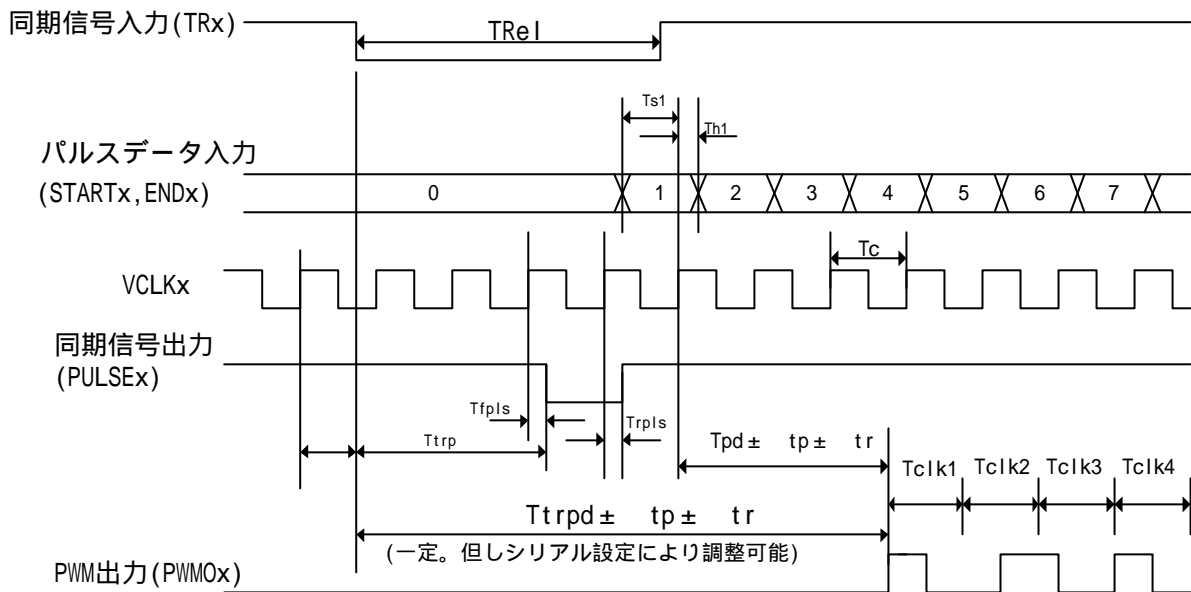 同期信号入力(TRx)
TRel
Ts1
Th1
パルスデータ入力
(STARTx,ENDx)
0 1 2 3 4 5 6 7
Tc
VCLKx
同期信号出力
(PULSEx)
Tfpls
Trpls
Ttrp
Tpd± tp± tr
Tclk1 Tclk2 Tclk3 Tclk4
Ttrpd± tp± tr
(一定。但しシリアル設定により調整可能)
PWM出力(PWMOx)